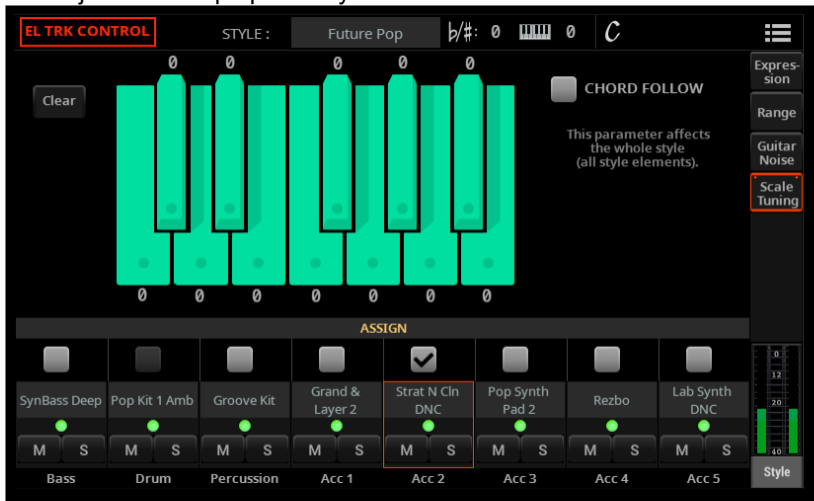 EL TRK CONTROL
STYLE :
Future Pop
♭/♯: 0
0
C
0 0 0 0 0
Clear
CHORD FOLLOW
This parameter affects
the whole style
(all style elements).
0 0 0 0 0 0 0
Expres-
sion
Range
Guitar
Noise
Scale
Tuning
ASSIGN
SynBass Deep
Pop Kit 1 Amb
Groove Kit
Grand &
Layer 2
Strat N Cln
DNC
Pop Synth
Pad 2
Rezbo
Lab Synth
DNC
M S M S M S M S M S M S M S M S
Bass
Drum
Percussion
Acc 1
Acc 2
Acc 3
Acc 4
Acc 5
0
12
20
40
Style